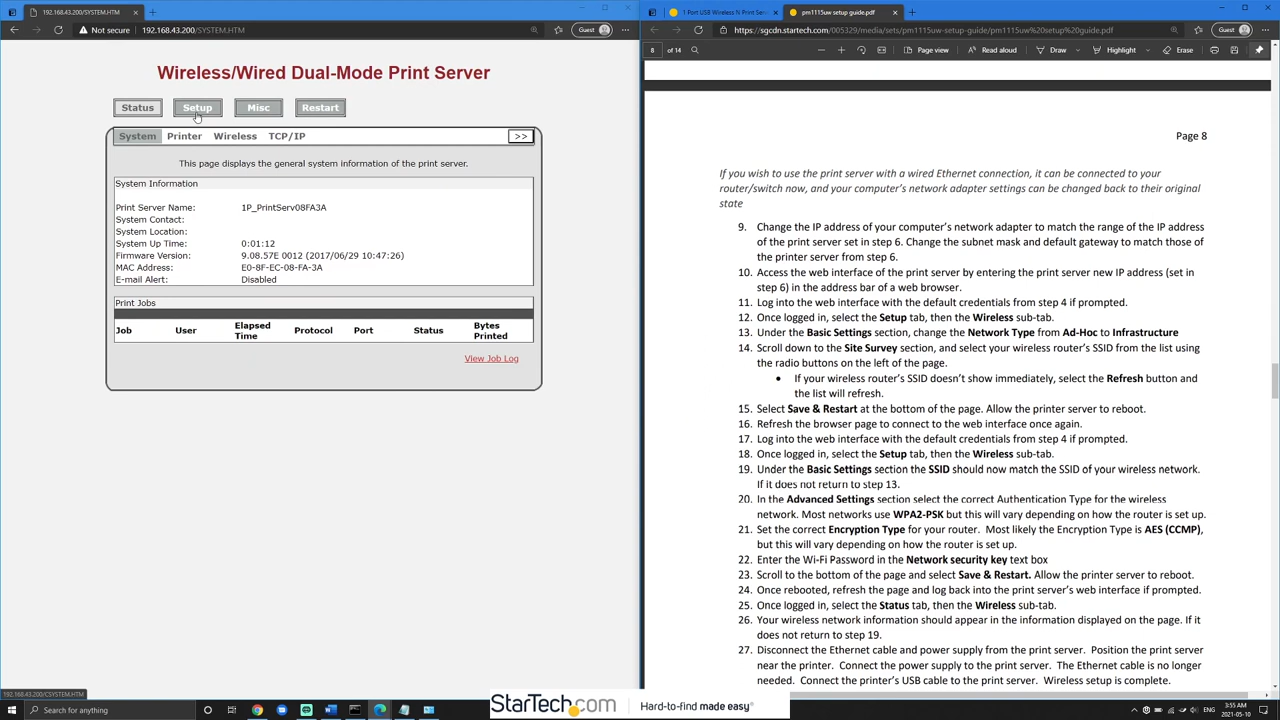 192.168.43.200/SYSTEM.HTM
Guest
Not secure
192.168.43.200/SYSTEM.HTM
Wireless/Wired Dual-Mode Print Server
Status
Setup
Misc
Restart
System
Printer
Wireless
TCP/IP
>>
This page displays the general system information of the print server.
System Information
Print Server Name: 1P_PrintServ08FA3A
System Contact:
System Location:
System Up Time: 0:01:12
Firmware Version: 9.08.57E 0012 (2017/06/29 10:47:26)
MAC Address: E0-8F-EC-08-FA-3A
E-mail Alert: Disabled
Print Jobs
Job User Elapsed Time Protocol Port Status Bytes Printed
View Job Log
192.168.43.200/CSYSTEM.HTM
1 Port USB Wireless N Print Serv
pm1115uw setup guide.pdf
https://sgcdn.startech.com/005329/media/sets/pm1115uw-setup-guide/pm1115uw%20setup%20guide.pdf
Guest
8 of 14
Page view
Read aloud
Draw
Highlight
Erase
Page 8
If you wish to use the print server with a wired Ethernet connection, it can be connected to your
router/switch now, and your computer's network adapter settings can be changed back to their original
state
9. Change the IP address of your computer's network adapter to match the range of the IP address
of the print server set in step 6. Change the subnet mask and default gateway to match those of
the printer server from step 6.
10. Access the web interface of the print server by entering the print server new IP address (set in
step 6) in the address bar of a web browser.
11. Log into the web interface with the default credentials from step 4 if prompted.
12. Once logged in, select the Setup tab, then the Wireless sub-tab.
13. Under the Basic Settings section, change the Network Type from Ad-Hoc to Infrastructure
14. Scroll down to the Site Survey section, and select your wireless router's SSID from the list using
the radio buttons on the left of the page.
• If your wireless router's SSID doesn't show immediately, select the Refresh button and
the list will refresh.
15. Select Save & Restart at the bottom of the page. Allow the printer server to reboot.
16. Refresh the browser page to connect to the web interface once again.
17. Log into the web interface with the default credentials from step 4 if prompted.
18. Once logged in, select the Setup tab, then the Wireless sub-tab.
19. Under the Basic Settings section the SSID should now match the SSID of your wireless network.
If it does not return to step 13.
20. In the Advanced Settings section select the correct Authentication Type for the wireless
network. Most networks use WPA2-PSK but this will vary depending on how the router is set up.
21. Set the correct Encryption Type for your router. Most likely the Encryption Type is AES (CCMP),
but this will vary depending on how the router is set up.
22. Enter the Wi-Fi Password in the Network security key text box
23. Scroll to the bottom of the page and select Save & Restart. Allow the printer server to reboot.
24. Once rebooted, refresh the page and log back into the print server's web interface if prompted.
25. Once logged in, select the Status tab, then the Wireless sub-tab.
26. Your wireless network information should appear in the information displayed on the page. If it
does not return to step 19.
27. Disconnect the Ethernet cable and power supply from the print server. Position the print server
near the printer. Connect the power supply to the print server. The Ethernet cable is no longer
needed. Connect the printer's USB cable to the print server. Wireless setup is complete.
Search for anything
StarTech.com
Hard-to-find made easy®
3:55 AM
2021-05-10